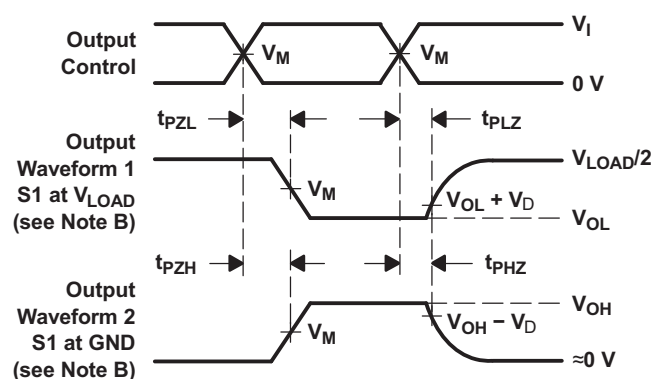 Output
Control
V_M
V_M
V_I
0 V
t_PZL
t_PLZ
Output
Waveform 1
S1 at V_LOAD
(see Note B)
V_M
V_LOAD/2
V_OL + V_D
V_OL
t_PZH
t_PHZ
Output
Waveform 2
S1 at GND
(see Note B)
V_M
V_OH
V_OH − V_D
≈0 V